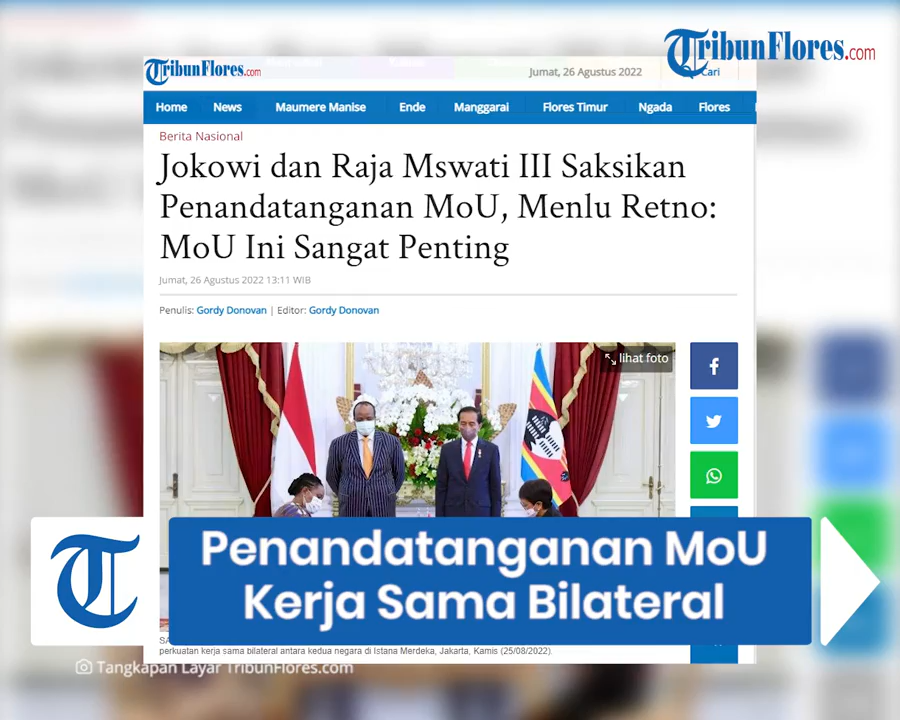 TribunFlores.com
TribunFlores.com
Jumat, 26 Agustus 2022
Cari
Home News Maumere Manise Ende Manggarai Flores Timur Ngada Flores
Berita Nasional
Jokowi dan Raja Mswati III Saksikan
Penandatanganan MoU, Menlu Retno:
MoU Ini Sangat Penting
Jumat, 26 Agustus 2022 13:11 WIB
Penulis: Gordy Donovan | Editor: Gordy Donovan
lihat foto
Penandatanganan MoU
Kerja Sama Bilateral
perkuatan kerja sama bilateral antara kedua negara di Istana Merdeka, Jakarta, Kamis (25/08/2022).
Tangkapan Layar TribunFlores.com